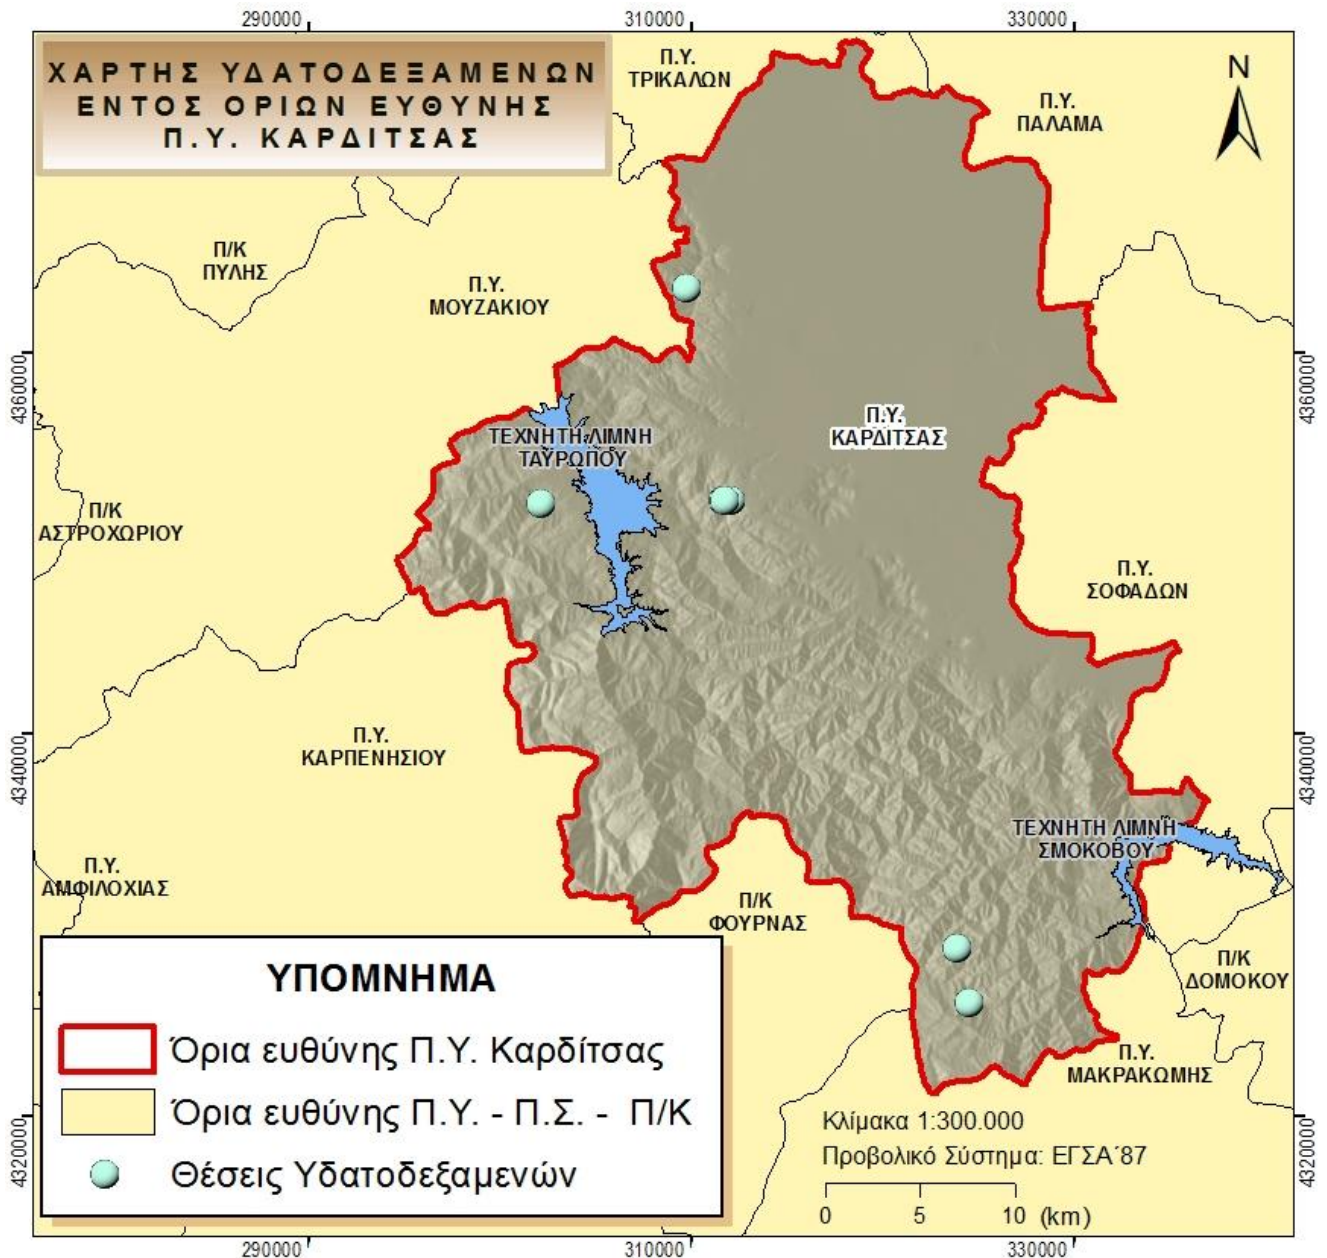 290000
310000
330000
ΧΑΡΤΗΣ ΥΔΑΤΟΔΕΞΑΜΕΝΩΝ
ΕΝΤΟΣ ΟΡΙΩΝ ΕΥΘΥΝΗΣ
Π.Υ. ΚΑΡΔΙΤΣΑΣ
Π.Υ.
ΤΡΙΚΑΛΩΝ
Π.Υ.
ΠΑΛΑΜΑ
N
Π/Κ
ΠΥΛΗΣ
Π.Υ.
ΜΟΥΖΑΚΙΟΥ
4360000
4360000
Π.Υ.
ΚΑΡΔΙΤΣΑΣ
ΤΕΧΝΗΤΗ ΛΙΜΝΗ
ΤΑΥΡΩΠΟΥ
Π/Κ
ΑΣΤΡΟΧΩΡΙΟΥ
Π.Υ.
ΣΟΦΑΔΩΝ
Π.Υ.
ΚΑΡΠΕΝΗΣΙΟΥ
4340000
4340000
ΤΕΧΝΗΤΗ ΛΙΜΝΗ
ΣΜΟΚΟΒΟΥ
Π.Υ.
ΑΜΦΙΛΟΧΙΑΣ
Π/Κ
ΦΟΥΡΝΑΣ
Π/Κ
ΔΟΜΟΚΟΥ
Π.Υ.
ΜΑΚΡΑΚΩΜΗΣ
ΥΠΟΜΝΗΜΑ
Όρια ευθύνης Π.Υ. Καρδίτσας
Όρια ευθύνης Π.Υ. - Π.Σ. - Π/Κ
Θέσεις Υδατοδεξαμενών
Κλίμακα 1:300.000
Προβολικό Σύστημα: ΕΓΣΑ΄87
0 5 10 (km)
4320000
4320000
290000
310000
330000